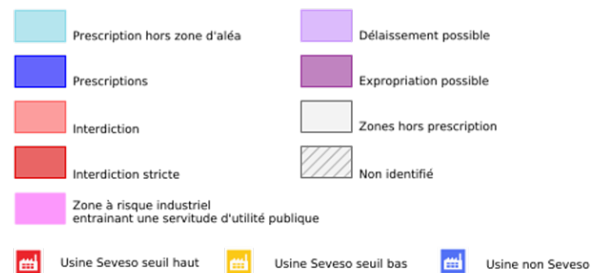 Prescription hors zone d'aléa
Délaissement possible
Prescriptions
Expropriation possible
Interdiction
Zones hors prescription
Interdiction stricte
Non identifié
Zone à risque industriel
entrainant une servitude d'utilité publique
Usine Seveso seuil haut
Usine Seveso seuil bas
Usine non Seveso